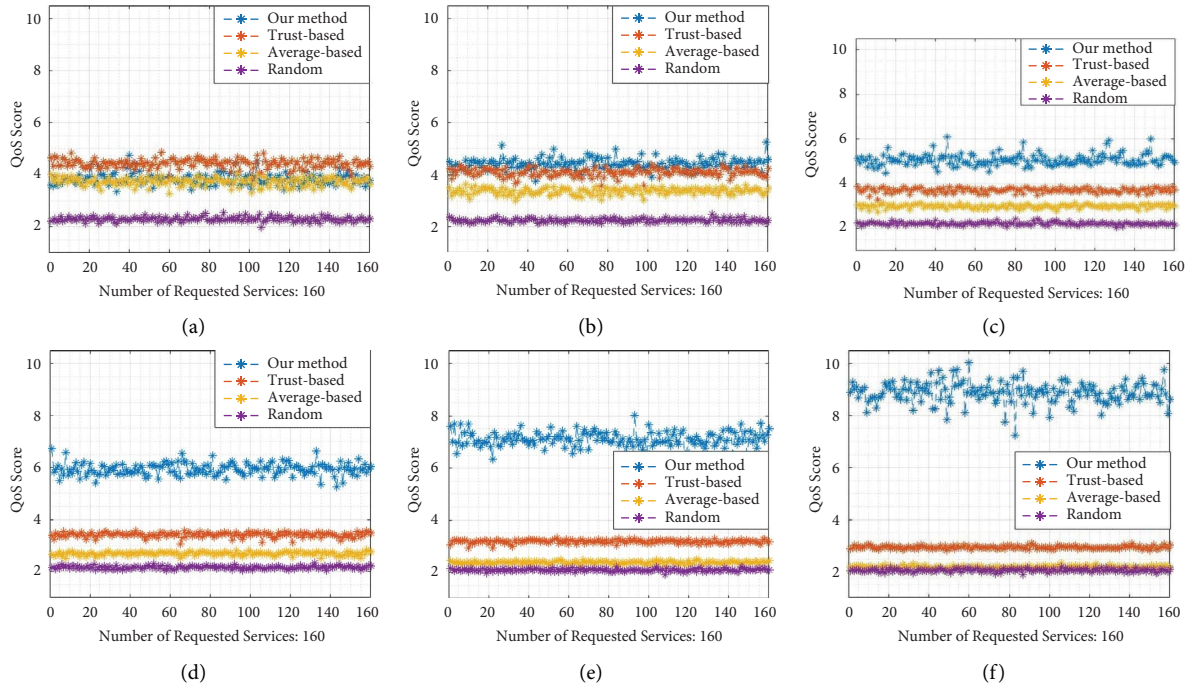 10
8
6
4
2
QoS Score
0 20 40 60 80 100 120 140 160
Number of Requested Services: 160
Our method
Trust-based
Average-based
Random
(a)
10
8
6
4
2
QoS Score
0 20 40 60 80 100 120 140 160
Number of Requested Services: 160
Our method
Trust-based
Average-based
Random
(b)
10
8
6
4
2
QoS Score
0 20 40 60 80 100 120 140 160
Number of Requested Services: 160
Our method
Trust-based
Average-based
Random
(c)
10
8
6
4
2
QoS Score
0 20 40 60 80 100 120 140 160
Number of Requested Services: 160
Our method
Trust-based
Average-based
Random
(d)
10
8
6
4
2
QoS Score
0 20 40 60 80 100 120 140 160
Number of Requested Services: 160
Our method
Trust-based
Average-based
Random
(e)
10
8
6
4
2
QoS Score
0 20 40 60 80 100 120 140 160
Number of Requested Services: 160
Our method
Trust-based
Average-based
Random
(f)